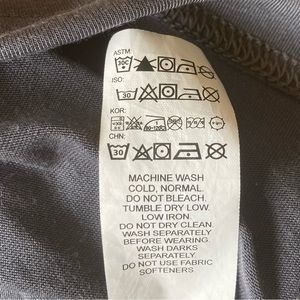 ASTM:
ISO:
30
KOR:
CHN:
30
MACHINE WASH
COLD, NORMAL.
DO NOT BLEACH.
TUMBLE DRY LOW.
LOW IRON.
DO NOT DRY CLEAN.
WASH SEPARATELY
BEFORE WEARING.
WASH DARKS
SEPARATELY.
DO NOT USE FABRIC
SOFTENERS.